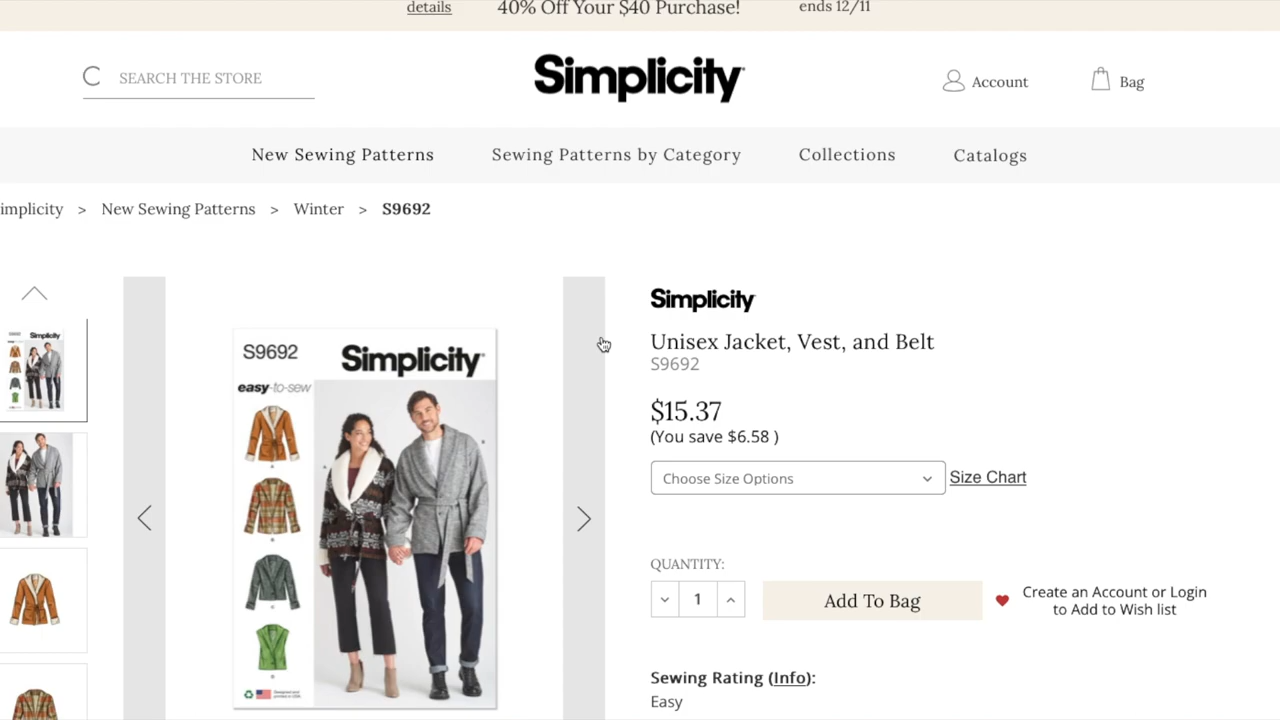 details 40% Off Your $40 Purchase! ends 12/11
SEARCH THE STORE
Simplicity
Account
Bag
New Sewing Patterns Sewing Patterns by Category Collections Catalogs
implicity > New Sewing Patterns > Winter > S9692
Simplicity
Unisex Jacket, Vest, and Belt
S9692
$15.37
(You save $6.58 )
Choose Size Options
Size Chart
QUANTITY:
1
Add To Bag
Create an Account or Login
to Add to Wish list
Sewing Rating (Info):
Easy
S9692
Simplicity
easy-to-sew
Simplicity